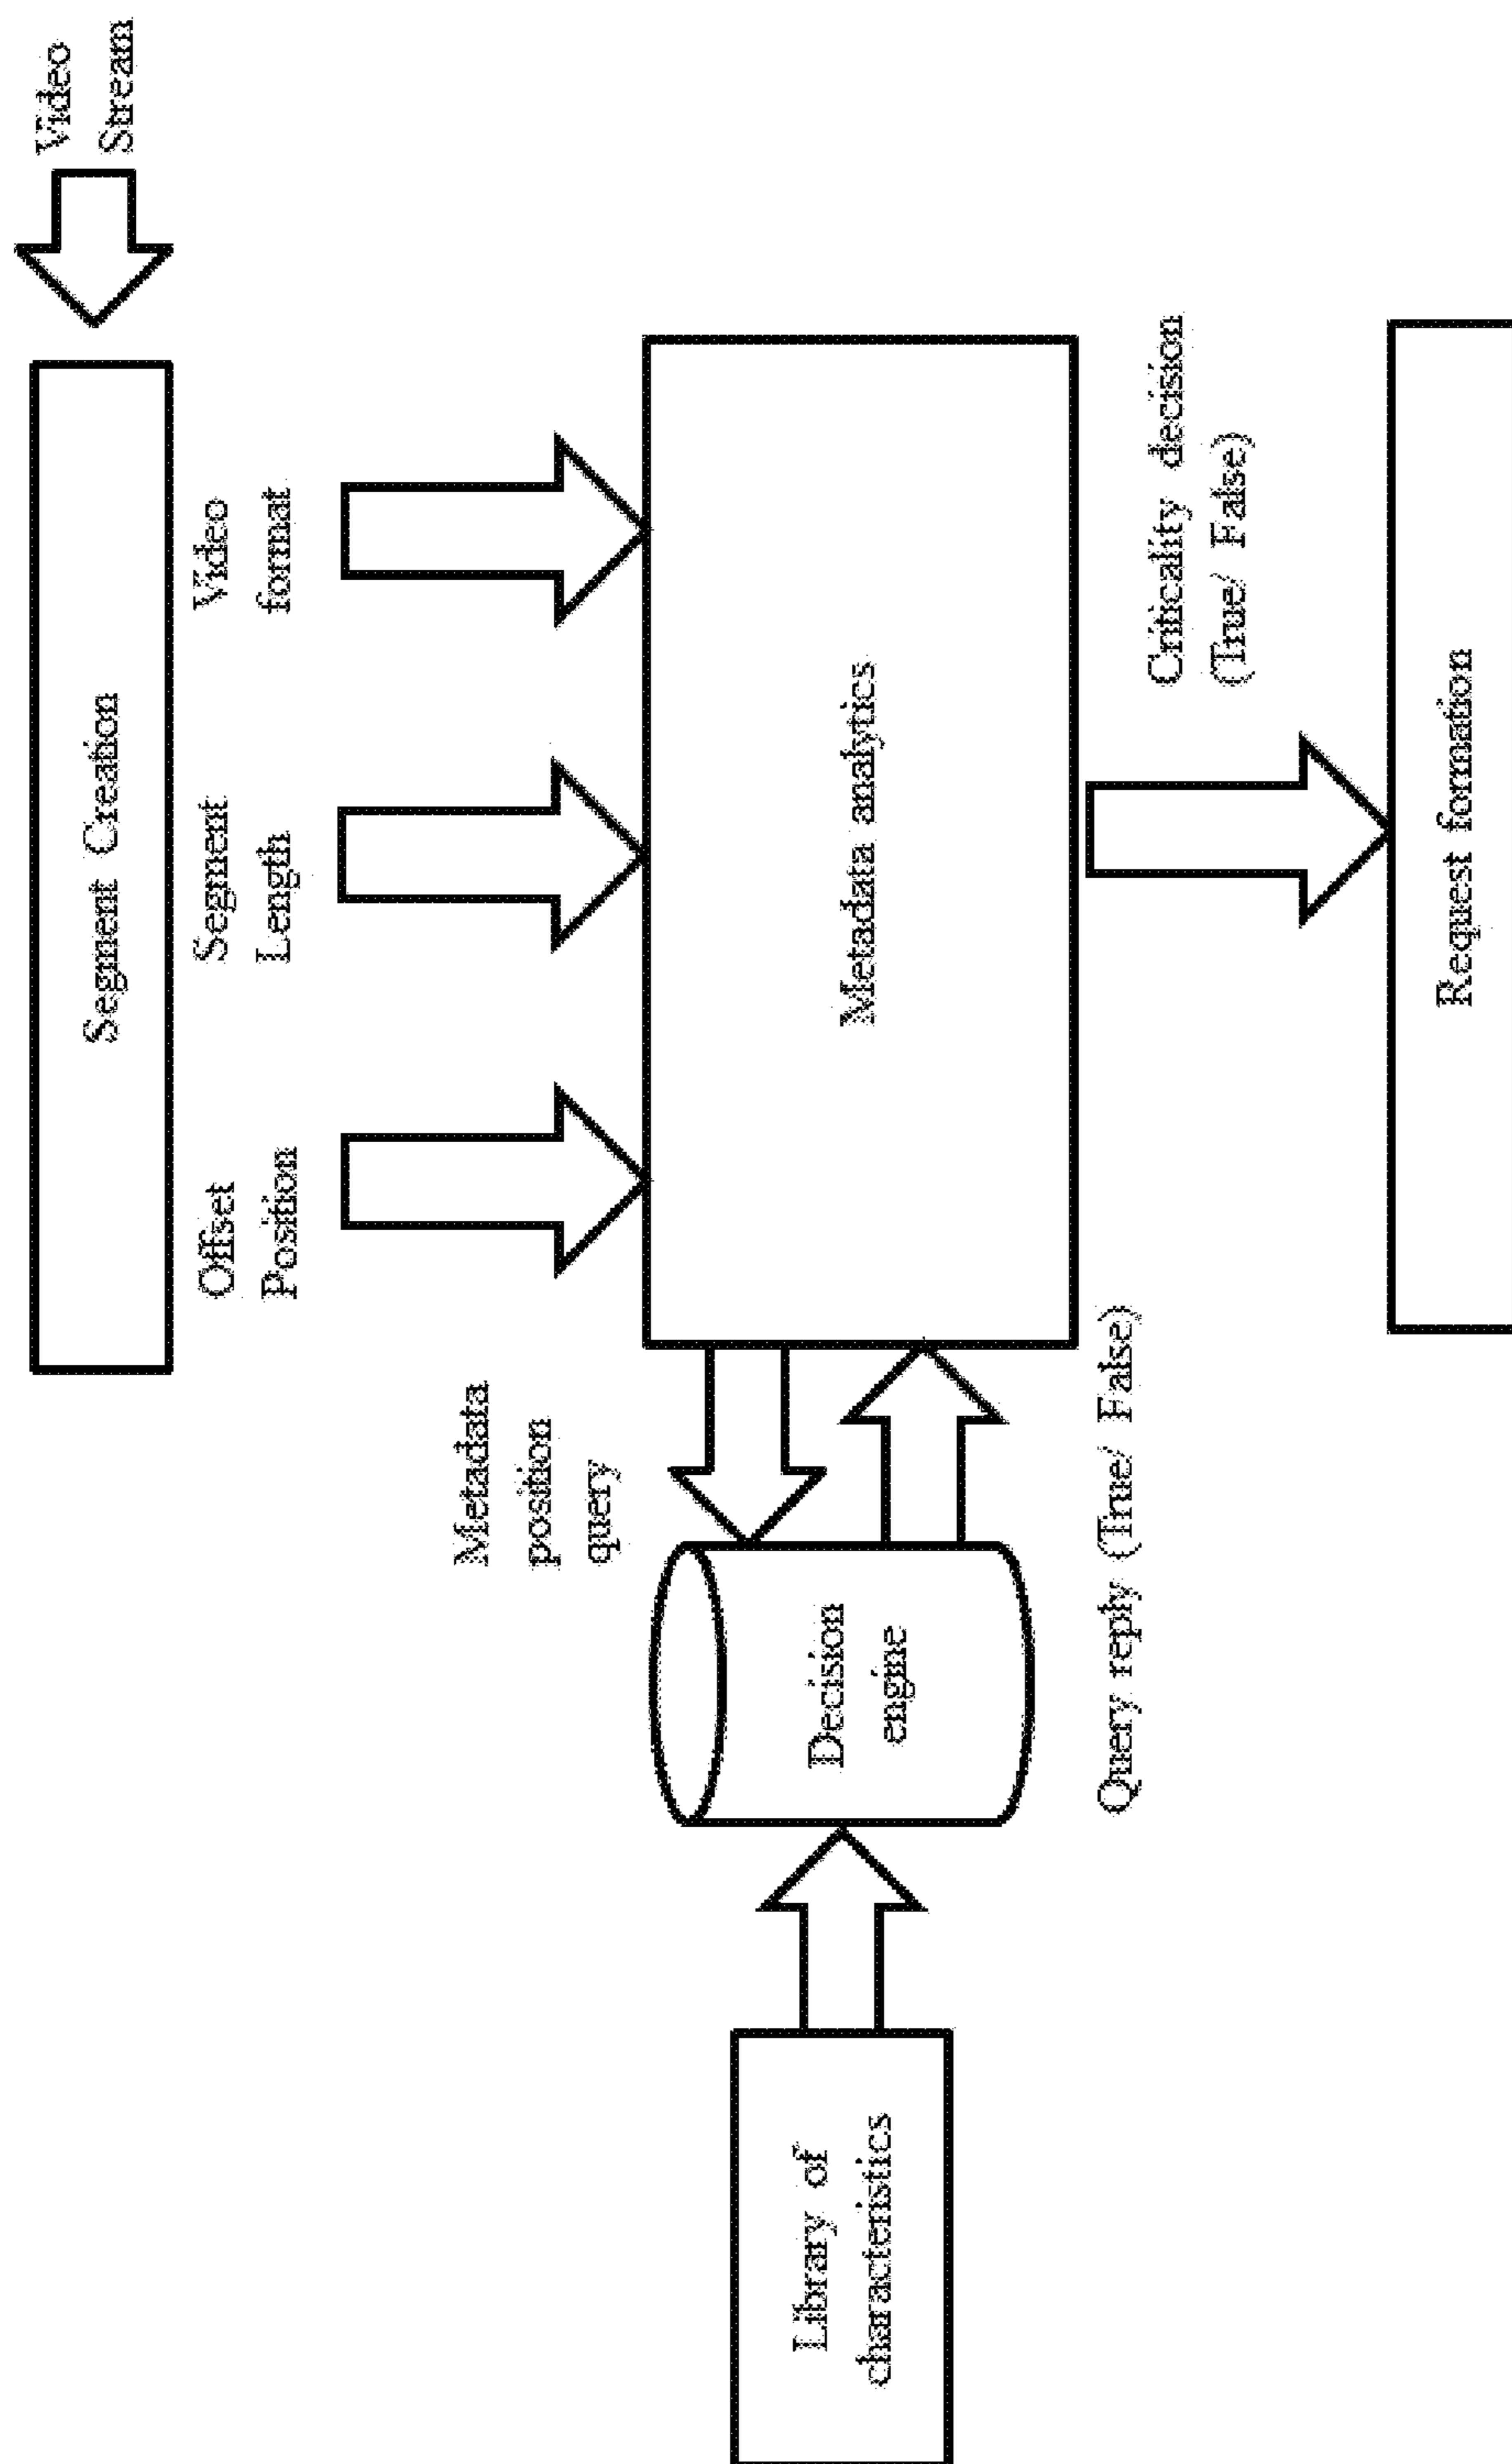 Video
Stream
Segment Creation
Offset
Position
Segment
Length
Video
format
Metadata
position
query
Metadata analytics
Decision
engine
Library of
characteristics
Query reply (True/ False)
Criticality decision
(True/ False)
Request formation